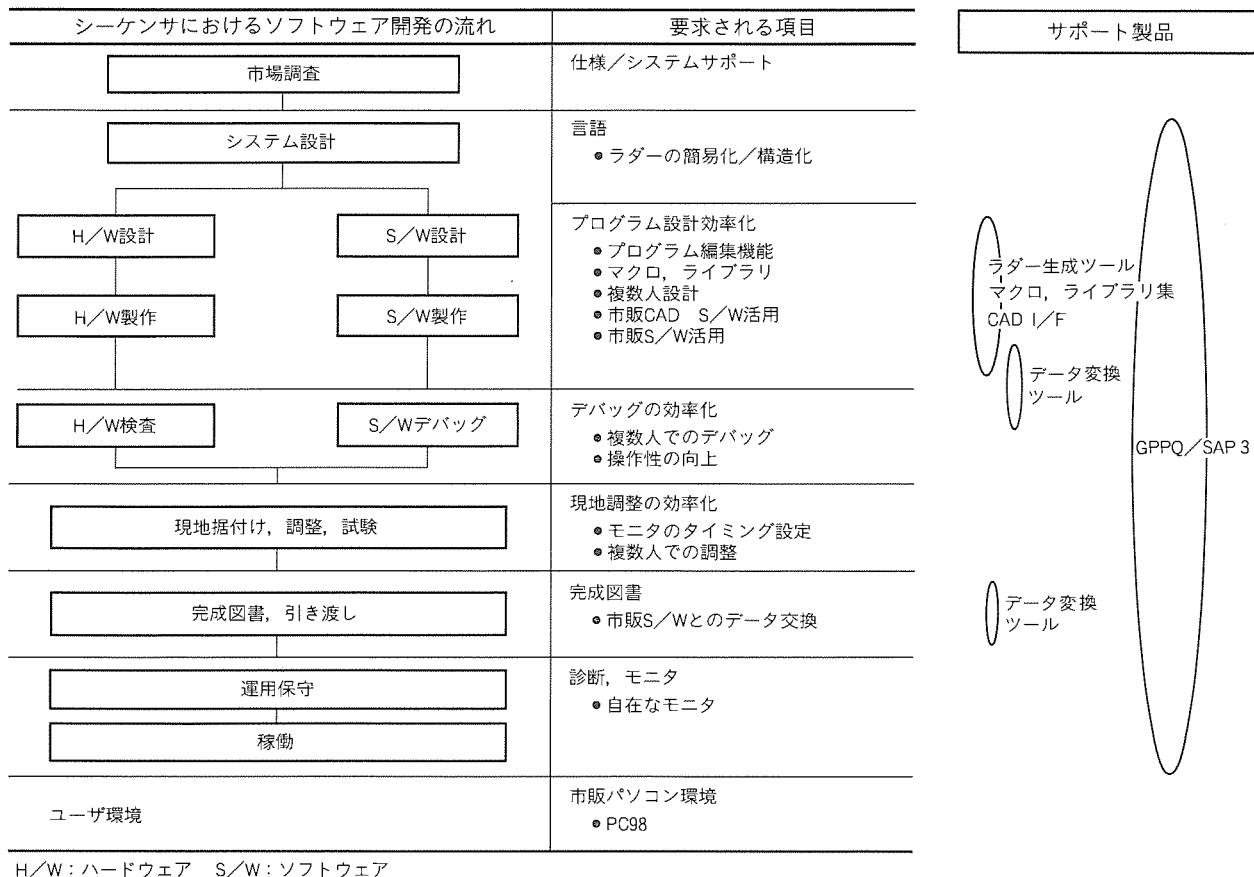 シーケンサにおけるソフトウェア開発の流れ
要求される項目
サポート製品
市場調査
仕様／システムサポート
システム設計
言語
●ラダーの簡易化／構造化
H／W設計
S／W設計
プログラム設計効率化
●プログラム編集機能
●マクロ，ライブラリ
●複数人設計
●市販CAD　S／W活用
●市販S／W活用
H／W製作
S／W製作
ラダー生成ツール
マクロ，ライブラリ集
CAD I／F
データ変換
ツール
H／W検査
S／Wデバッグ
デバッグの効率化
●複数人でのデバッグ
●操作性の向上
GPPQ／SAP 3
現地据付け，調整，試験
現地調整の効率化
●モニタのタイミング設定
●複数人での調整
完成図書，引き渡し
完成図書
●市販S／Wとのデータ交換
データ変換
ツール
運用保守
稼働
診断，モニタ
●自在なモニタ
ユーザ環境
市販パソコン環境
●PC98
H／W：ハードウェア　S／W：ソフトウェア